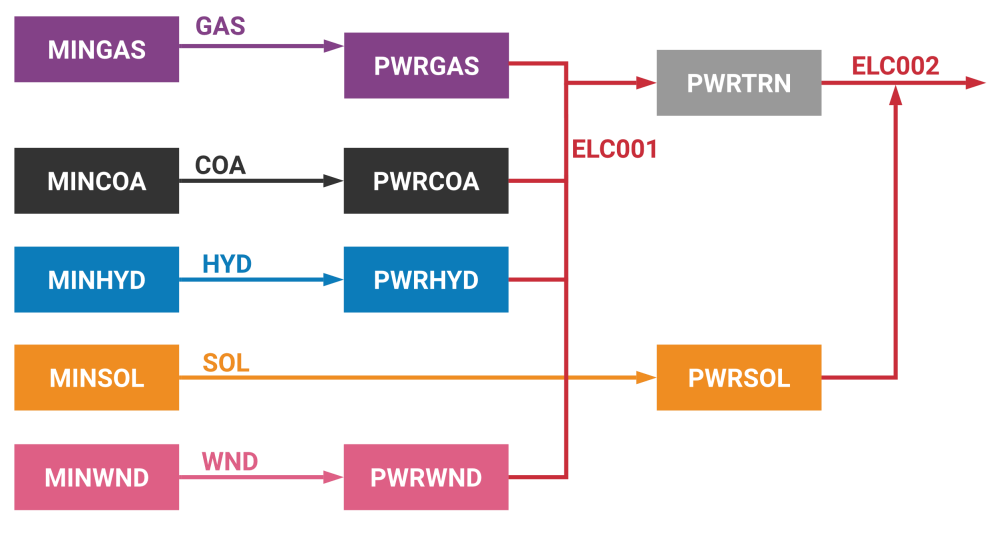 GAS
MINGAS
PWRGAS
PWRTRN
ELC002
ELC001
COA
MINCOA
PWRCOA
HYD
MINHYD
PWRHYD
SOL
MINSOL
PWRSOL
WND
MINWND
PWRWND